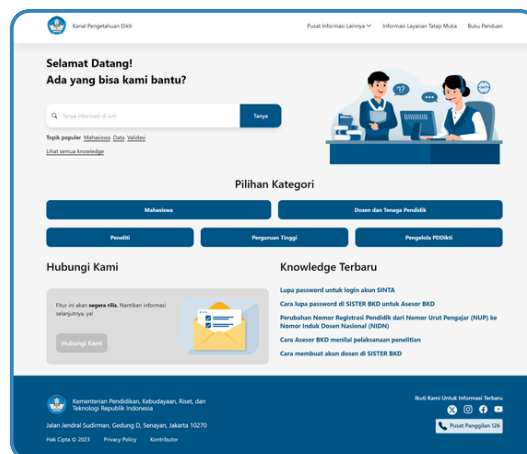 Kanal Pengetahuan Dikti
Pusat Informasi Lainnya
Informasi Layanan Tatap Muka
Buku Panduan
Selamat Datang!
Ada yang bisa kami bantu?
Tanya informasi di sini
Tanya
Topik populer Mahasiswa Data Validasi
Lihat semua knowledge
??
Pilihan Kategori
Mahasiswa
Dosen dan Tenaga Pendidik
Peneliti
Perguruan Tinggi
Pengelola PDDikti
Hubungi Kami
Fitur ini akan segera rilis. Nantikan informasi
selanjutnya, ya!
Hubungi Kami
Knowledge Terbaru
Lupa password untuk login akun SINTA
Cara lupa password di SISTER BKD untuk Asesor BKD
Perubahan Nomor Registrasi Pendidik dari Nomor Urut Pengajar (NUP) ke
Nomor Induk Dosen Nasional (NIDN)
Cara Asesor BKD menilai pelaksanaan penelitian
Cara membuat akun dosen di SISTER BKD
Kementerian Pendidikan, Kebudayaan, Riset, dan
Teknologi Republik Indonesia
Jalan Jendral Sudirman, Gedung D, Senayan, Jakarta 10270
Hak Cipta © 2023
Privacy Policy
Kontributor
Ikuti Kami Untuk Informasi Terbaru
Pusat Panggilan 126